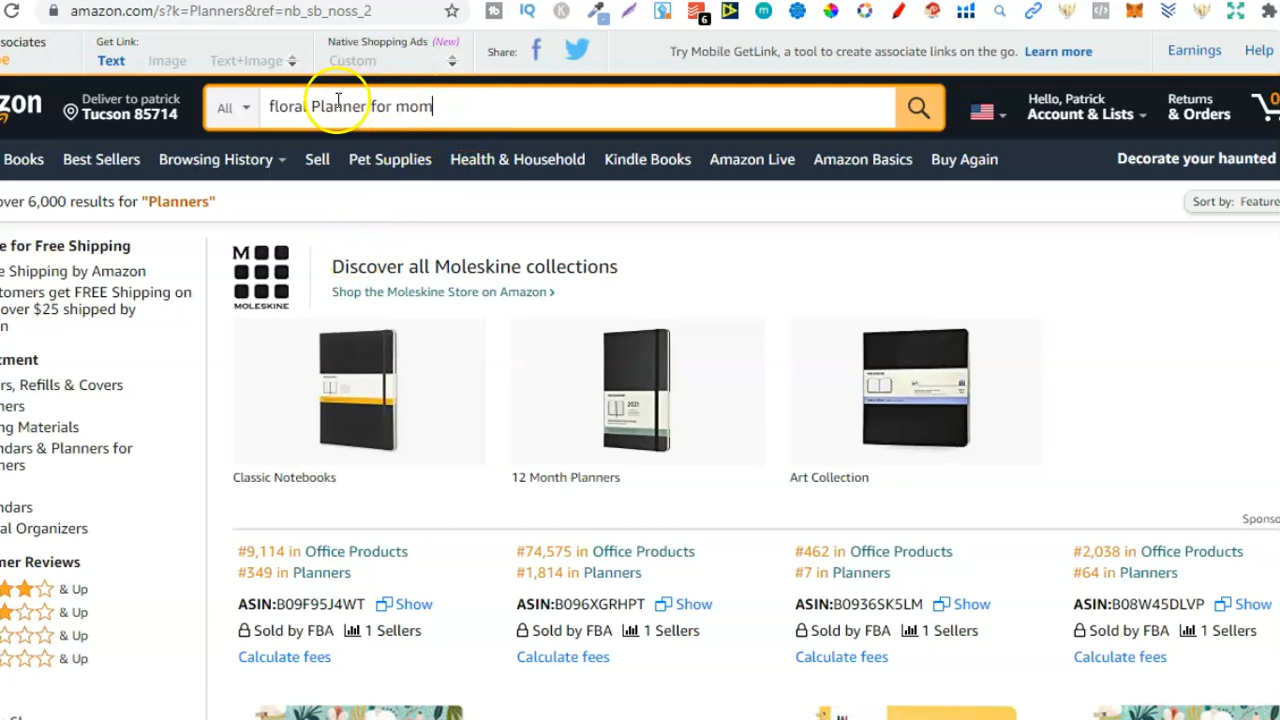 amazon.com/s?k=Planners&ref=nb_sb_noss_2
6
sociates
Get Link:
Native Shopping Ads (New)
Text Image Text+Image Custom
Share:
Try Mobile GetLink, a tool to create associate links on the go. Learn more
Earnings Help
azon
Deliver to patrick
Tucson 85714
All
floral Planner for mom
Hello, Patrick
Account & Lists
Returns
& Orders
0
Books Best Sellers Browsing History Sell Pet Supplies Health & Household Kindle Books Amazon Live Amazon Basics Buy Again Decorate your haunted
over 6,000 results for "Planners"
Sort by: Feature
e for Free Shipping
e Shipping by Amazon
tomers get FREE Shipping on
over $25 shipped by
n
tment
rs, Refills & Covers
ners
ng Materials
ndars & Planners for
ners
ndars
al Organizers
mer Reviews
& Up
& Up
& Up
& Up
M
MOLESKINE
Discover all Moleskine collections
Shop the Moleskine Store on Amazon ›
2021
Classic Notebooks
12 Month Planners
Art Collection
Sponso
#9,114 in Office Products
#349 in Planners
ASIN:B09F95J4WT Show
Sold by FBA 1 Sellers
Calculate fees
#74,575 in Office Products
#1,814 in Planners
ASIN:B096XGRHPT Show
Sold by FBA 1 Sellers
Calculate fees
#462 in Office Products
#7 in Planners
ASIN:B0936SK5LM Show
Sold by FBA 1 Sellers
Calculate fees
#2,038 in Office Products
#64 in Planners
ASIN:B08W45DLVP Show
Sold by FBA 1 Sellers
Calculate fees